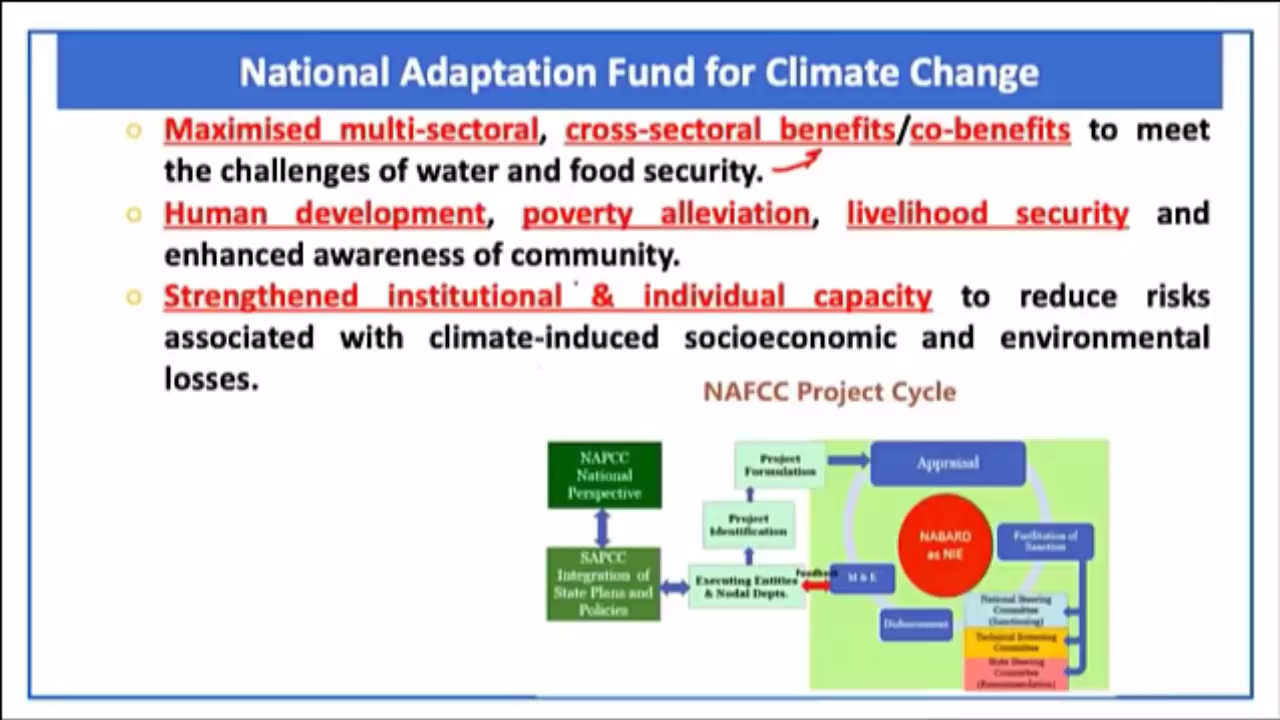 National Adaptation Fund for Climate Change
Maximised multi-sectoral, cross-sectoral benefits/co-benefits to meet
the challenges of water and food security.
Human development, poverty alleviation, livelihood security and
enhanced awareness of community.
Strengthened institutional & individual capacity to reduce risks
associated with climate-induced socioeconomic and environmental
losses.
NAFCC Project Cycle
NAPCC
National
Perspective
SAPCC
Integration of
State Plans and
Policies
Project
Formulation
Project
Identification
Executing Entities
& Nodal Depts.
Feedback
Appraisal
NABARD
as NIE
Facilitation of
Sanction
M & E
Disbursement
National Steering
Committee
(Sanctioning)
Technical Screening
Committee
State Steering
Committee
(Recommendation)